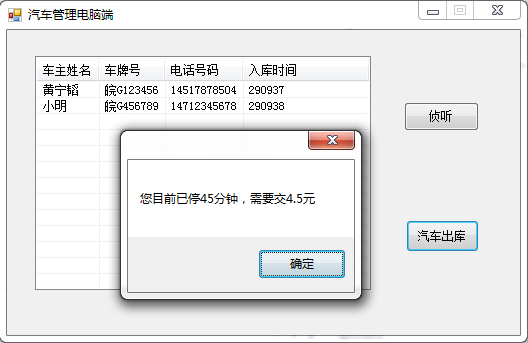 汽车管理电脑端
车主姓名 车牌号 电话号码 入库时间
黄宁韬 皖G123456 14517878504 290937
小明 皖G456789 14712345678 290938
侦听
您目前已停45分钟，需要交4.5元
汽车出库
确定